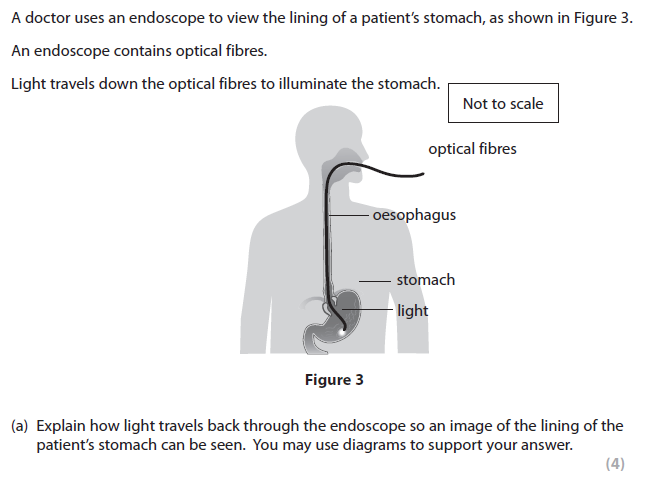 A doctor uses an endoscope to view the lining of a patient’s stomach, as shown in Figure 3.
An endoscope contains optical fibres.
Light travels down the optical fibres to illuminate the stomach.
Not to scale
optical fibres
oesophagus
stomach
light
Figure 3
(a) Explain how light travels back through the endoscope so an image of the lining of the
patient’s stomach can be seen. You may use diagrams to support your answer.
(4)